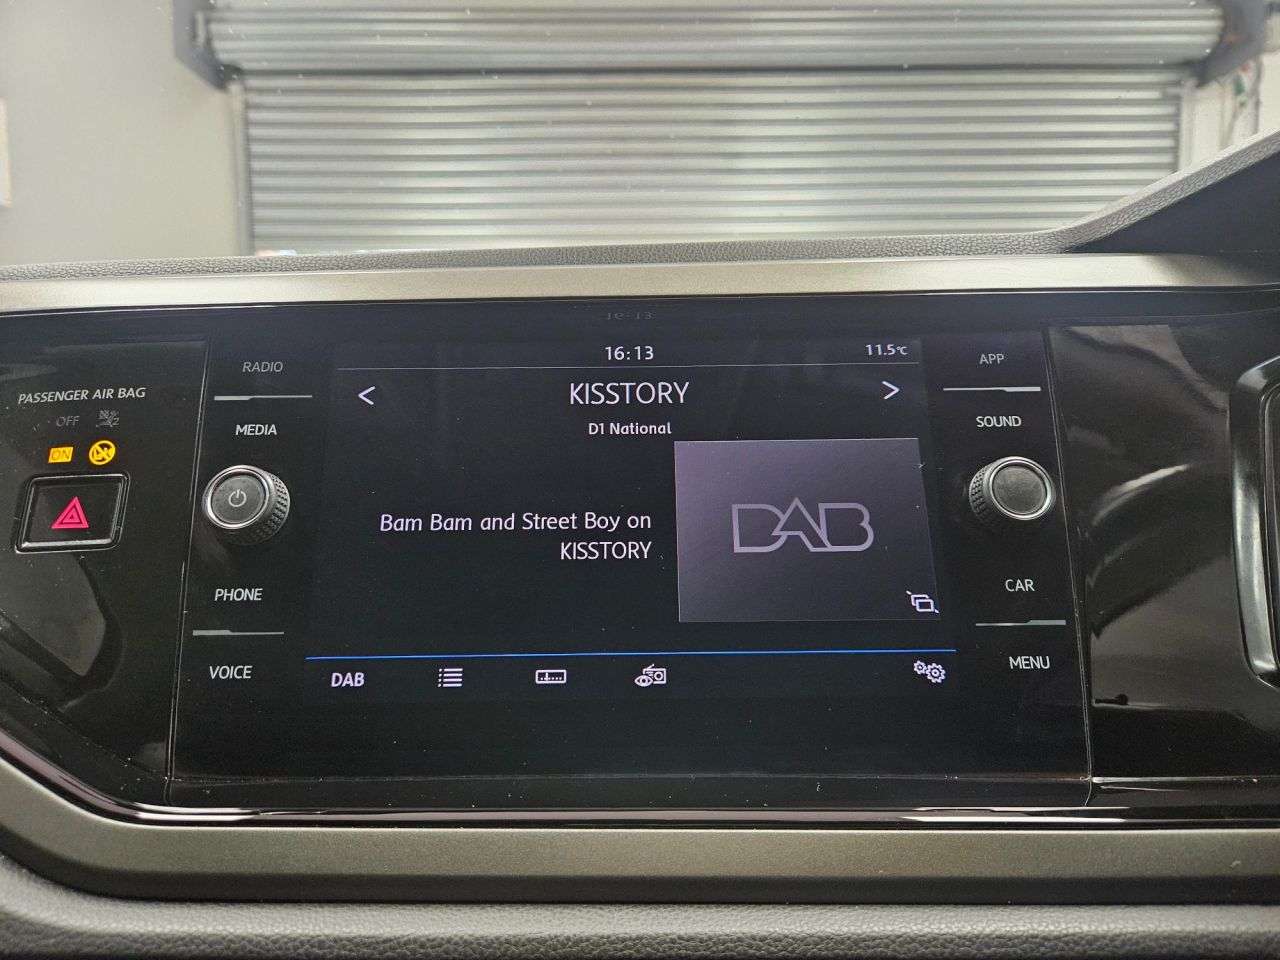 16:13
11.5°C
KISSTORY
D1 National
Bam Bam and Street Boy on
KISSTORY
DAB
DAB
RADIO
MEDIA
PHONE
VOICE
APP
SOUND
CAR
MENU
PASSENGER AIR BAG
OFF
ON